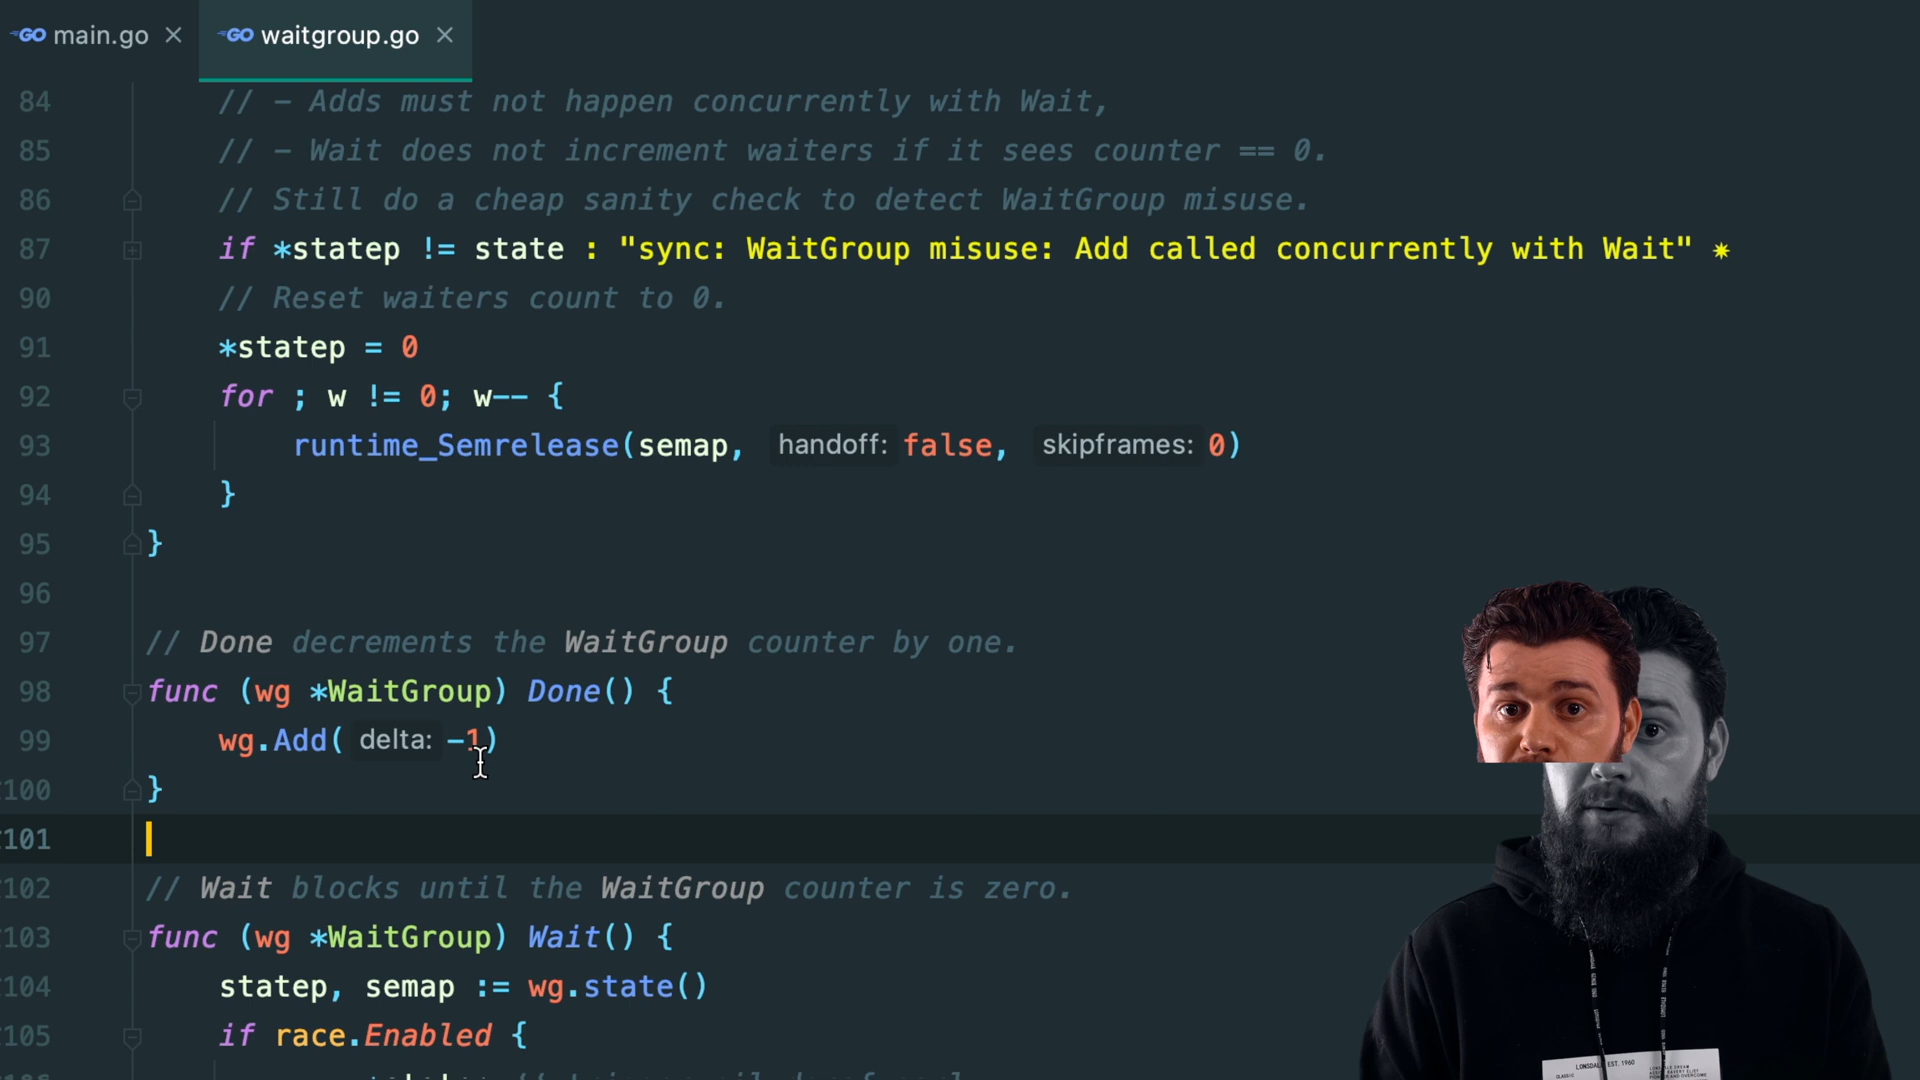 GO main.go ×
GO waitgroup.go ×
84 // – Adds must not happen concurrently with Wait,
85 // – Wait does not increment waiters if it sees counter == 0.
86 // Still do a cheap sanity check to detect WaitGroup misuse.
87 if *statep != state : "sync: WaitGroup misuse: Add called concurrently with Wait" ✷
90 // Reset waiters count to 0.
91 *statep = 0
92 for ; w != 0; w-- {
93 runtime_Semrelease(semap, handoff: false, skipframes: 0)
94 }
95 }
96
97 // Done decrements the WaitGroup counter by one.
98 func (wg *WaitGroup) Done() {
99 wg.Add( delta: -1)
100 }
101
102 // Wait blocks until the WaitGroup counter is zero.
103 func (wg *WaitGroup) Wait() {
104 statep, semap := wg.state()
105 if race.Enabled {
LONSDALE EST. 1960